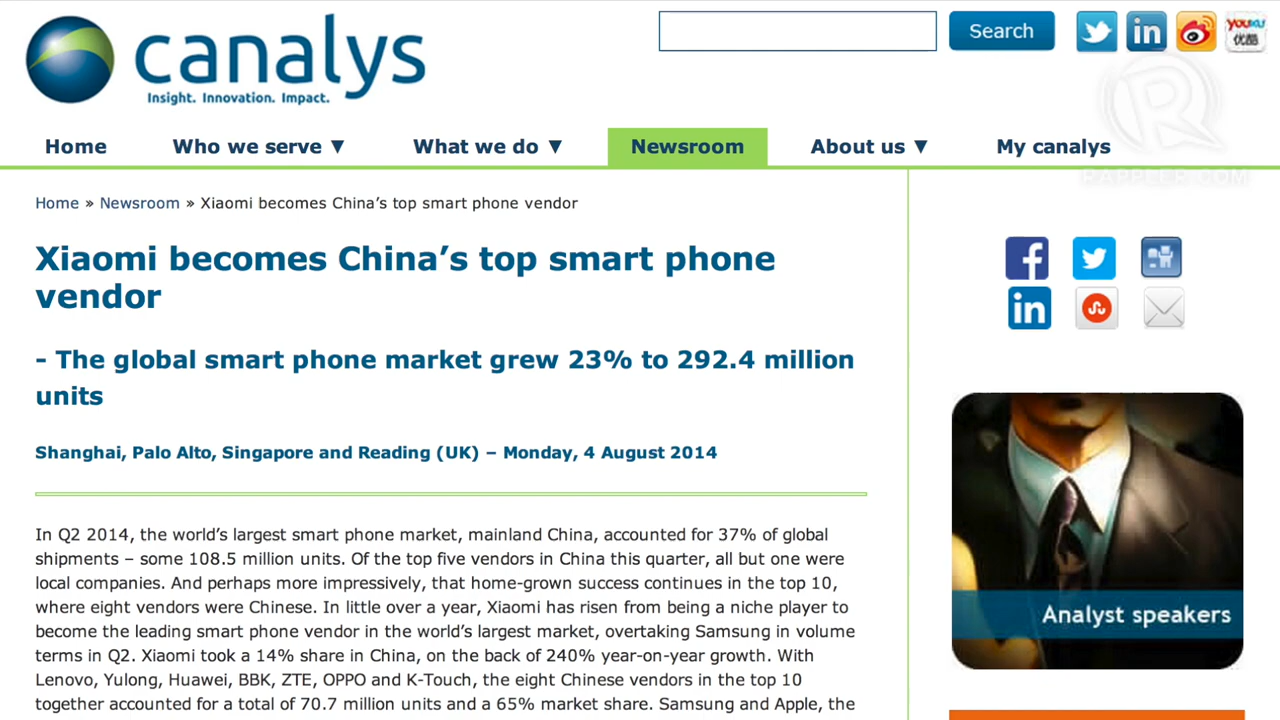 canalys
Insight. Innovation. Impact.
Search
in
YOUKU
优酷
R
RAPPLER.COM
Home
Who we serve ▼
What we do ▼
Newsroom
About us ▼
My canalys
Home » Newsroom » Xiaomi becomes China’s top smart phone vendor
Xiaomi becomes China’s top smart phone
vendor
- The global smart phone market grew 23% to 292.4 million
units
Shanghai, Palo Alto, Singapore and Reading (UK) – Monday, 4 August 2014
In Q2 2014, the world’s largest smart phone market, mainland China, accounted for 37% of global
shipments – some 108.5 million units. Of the top five vendors in China this quarter, all but one were
local companies. And perhaps more impressively, that home-grown success continues in the top 10,
where eight vendors were Chinese. In little over a year, Xiaomi has risen from being a niche player to
become the leading smart phone vendor in the world’s largest market, overtaking Samsung in volume
terms in Q2. Xiaomi took a 14% share in China, on the back of 240% year-on-year growth. With
Lenovo, Yulong, Huawei, BBK, ZTE, OPPO and K-Touch, the eight Chinese vendors in the top 10
together accounted for a total of 70.7 million units and a 65% market share. Samsung and Apple, the
f
in
Analyst speakers